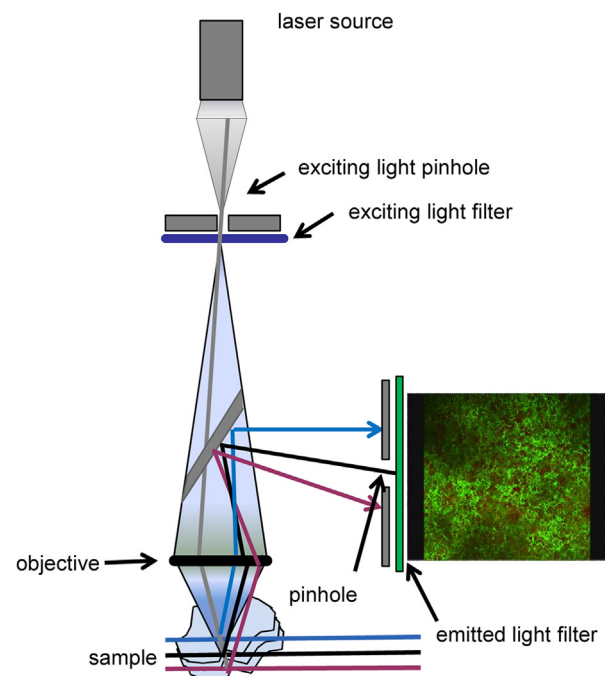 laser source
exciting light pinhole
exciting light filter
objective
pinhole
emitted light filter
sample